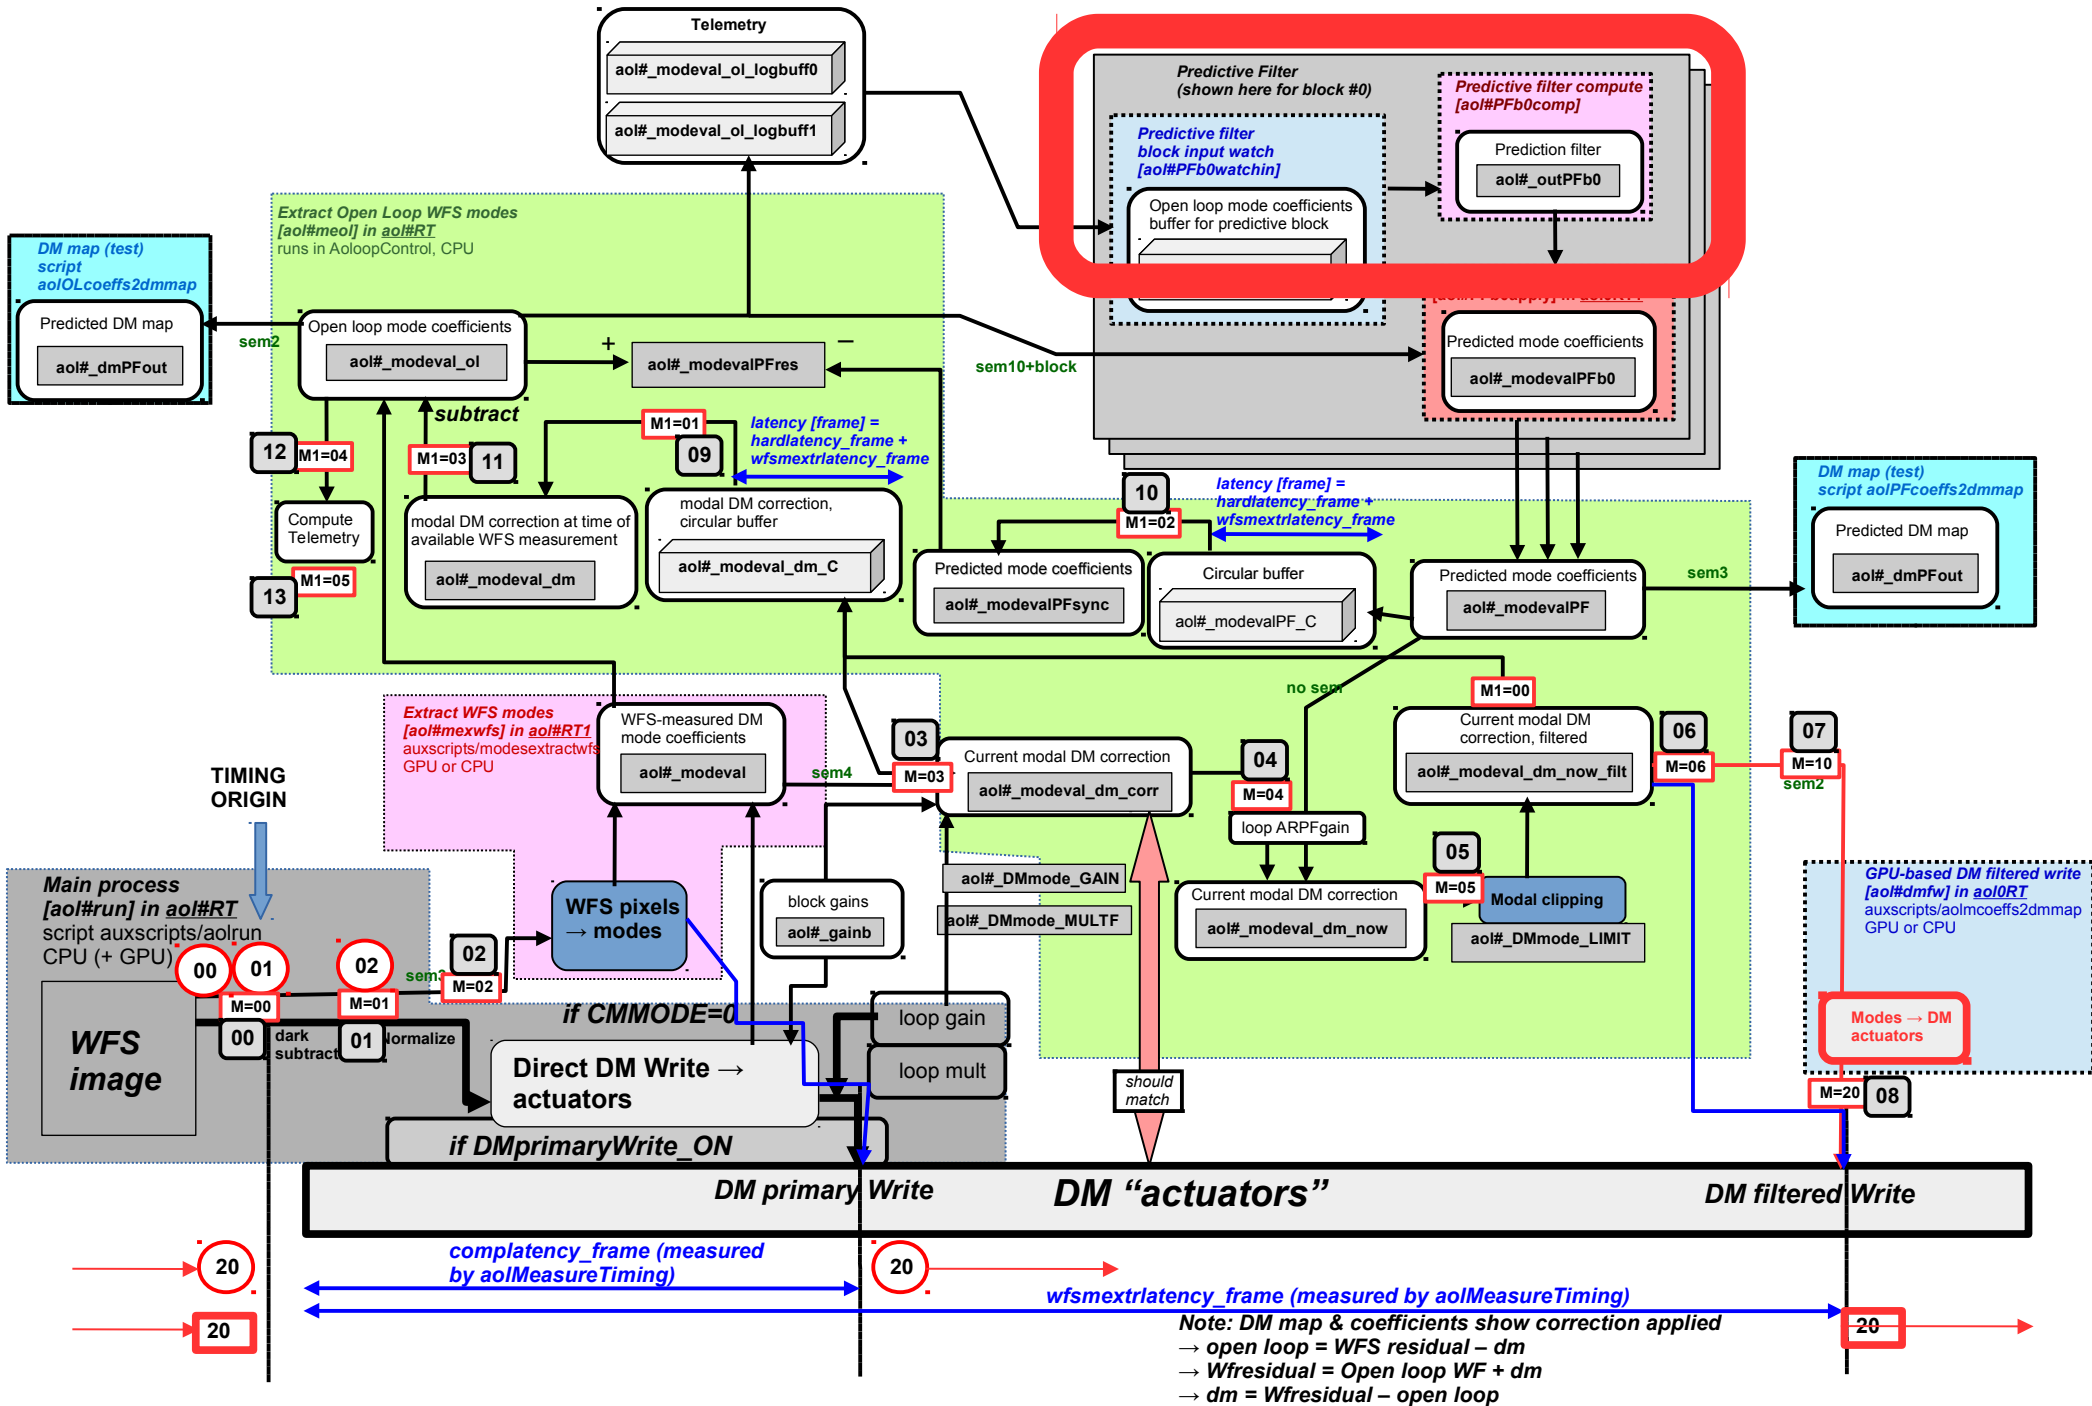 Telemetry
aol#_modeval_ol_logbuff0
aol#_modeval_ol_logbuff1
Predictive Filter
(shown here for block #0)
Predictive filter compute
[aol#PFb0comp]
Prediction filter
aol#_outPFb0
Predictive filter
block input watch
[aol#PFb0watchin]
Open loop mode coefficients
buffer for predictive block
Predicted mode coefficients
aol#_modevalPFb0
sem10+block
Extract Open Loop WFS modes
[aol#meol] in aol#RT
runs in AoloopControl, CPU
DM map (test)
script
aolOLcoeffs2dmmap
Predicted DM map
aol#_dmPFout
sem2
Open loop mode coefficients
aol#_modeval_ol
+
aol#_modevalPFres
–
subtract
12
M1=04
M1=03
11
M1=01
09
latency [frame] =
hardlatency_frame +
wfsmextrlatency_frame
Compute
Telemetry
13
M1=05
modal DM correction at time of
available WFS measurement
aol#_modeval_dm
modal DM correction,
circular buffer
aol#_modeval_dm_C
10
M1=02
latency [frame] =
hardlatency_frame +
wfsmextrlatency_frame
Predicted mode coefficients
aol#_modevalPFsync
Circular buffer
aol#_modevalPF_C
Predicted mode coefficients
aol#_modevalPF
sem3
DM map (test)
script aolPFcoeffs2dmmap
Predicted DM map
aol#_dmPFout
no sem
M1=00
Extract WFS modes
[aol#mexwfs] in aol#RT1
auxscripts/modesextractwfs
GPU or CPU
WFS-measured DM
mode coefficients
aol#_modeval
sem4
03
M=03
Current modal DM correction
aol#_modeval_dm_corr
04
M=04
loop ARPFgain
Current modal DM
correction, filtered
aol#_modeval_dm_now_filt
06
M=06
07
M=10
sem2
TIMING
ORIGIN
Main process
[aol#run] in aol#RT
script auxscripts/aolrun
CPU (+ GPU)
00
01
02
sem3
M=00
M=01
M=02
02
00
dark
subtract
01
Normalize
WFS
image
WFS pixels
→ modes
block gains
aol#_gainb
aol#_DMmode_GAIN
aol#_DMmode_MULTF
Current modal DM correction
aol#_modeval_dm_now
05
M=05
Modal clipping
aol#_DMmode_LIMIT
GPU-based DM filtered write
[aol#dmfw] in aol0RT
auxscripts/aolmcoeffs2dmmap
GPU or CPU
Modes → DM
actuators
M=20
08
if CMMODE=0
loop gain
loop mult
Direct DM Write →
actuators
if DMprimaryWrite_ON
should
match
DM primary Write
DM “actuators”
DM filtered Write
20
complatency_frame (measured
by aolMeasureTiming)
20
wfsmextrlatency_frame (measured by aolMeasureTiming)
20
20
Note: DM map & coefficients show correction applied
→ open loop = WFS residual – dm
→ Wfresidual = Open loop WF + dm
→ dm = Wfresidual – open loop